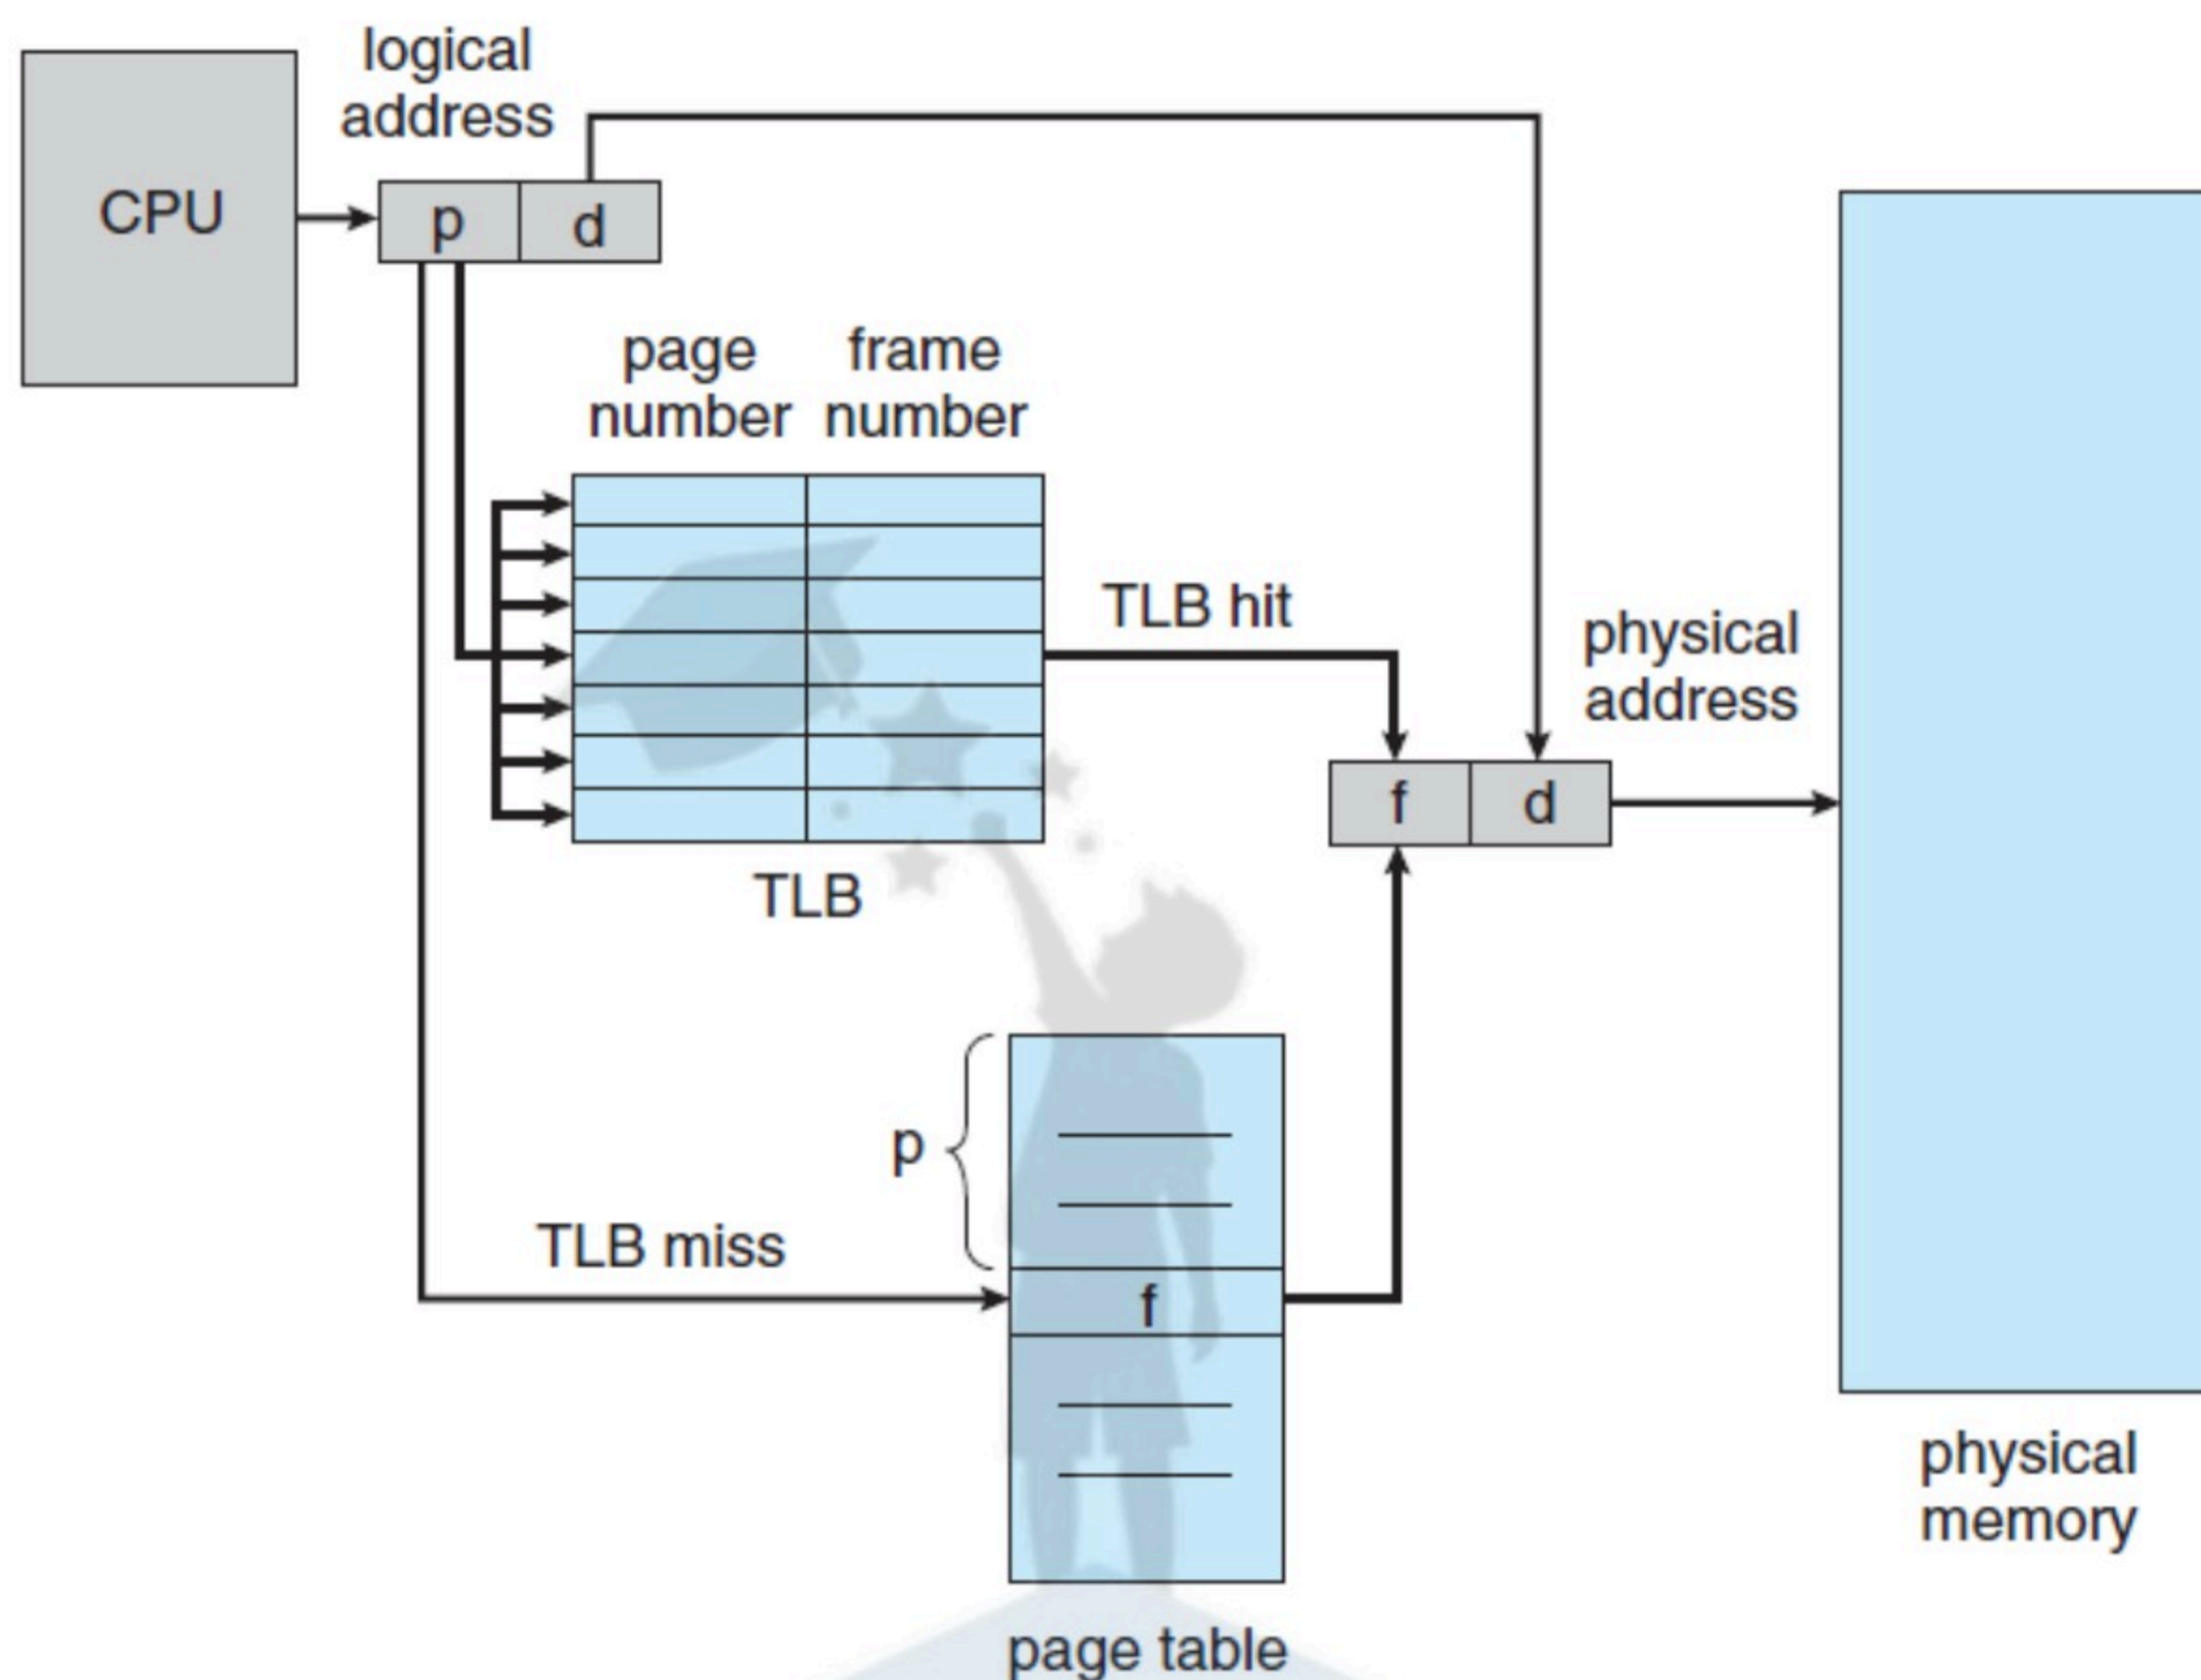 logical
address
CPU
p
d
page
number
frame
number
TLB hit
physical
address
f
d
TLB
p
TLB miss
f
physical
memory
page table